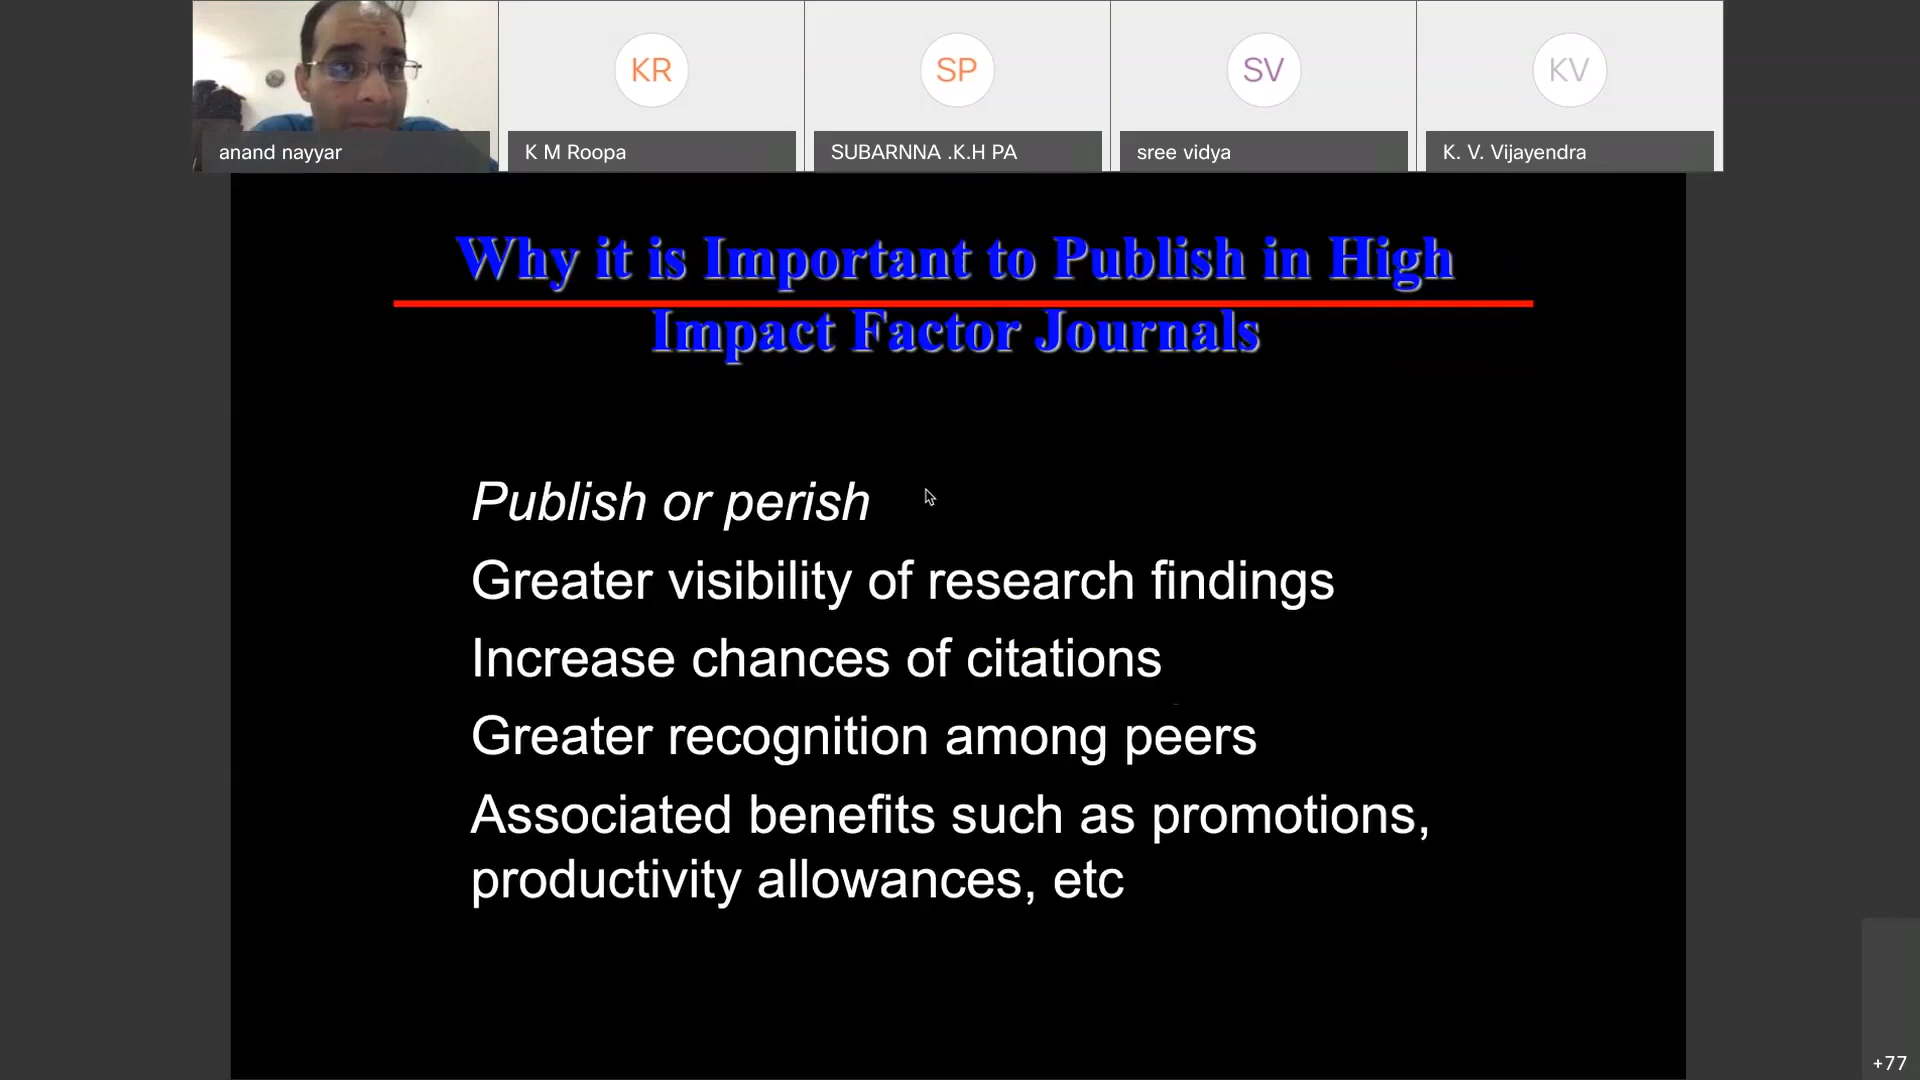 KR
SP
SV
KV
anand nayyar
K M Roopa
SUBARNNA .K.H PA
sree vidya
K. V. Vijayendra
Why it is Important to Publish in High
Impact Factor Journals
Publish or perish
Greater visibility of research findings
Increase chances of citations
Greater recognition among peers
Associated benefits such as promotions,
productivity allowances, etc
+77